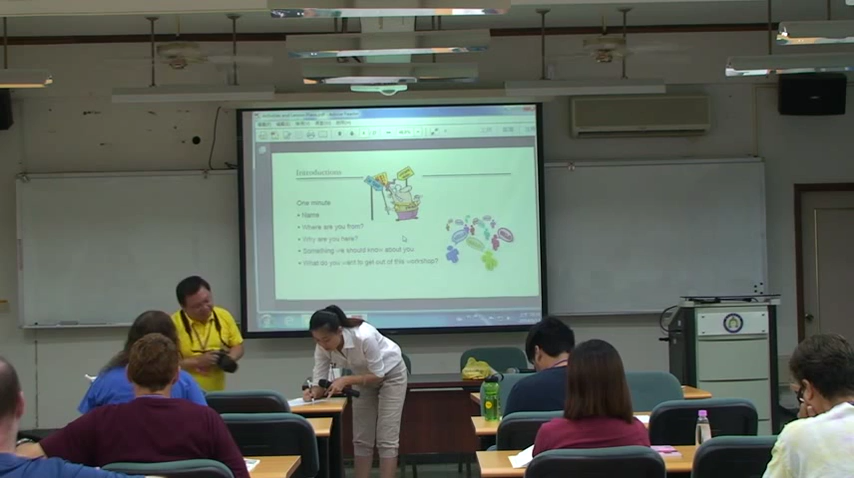 Introductions
One minute
• Name
• Where are you from?
• Why are you here?
• Something we should know about you
• What do you want to get out of this workshop?